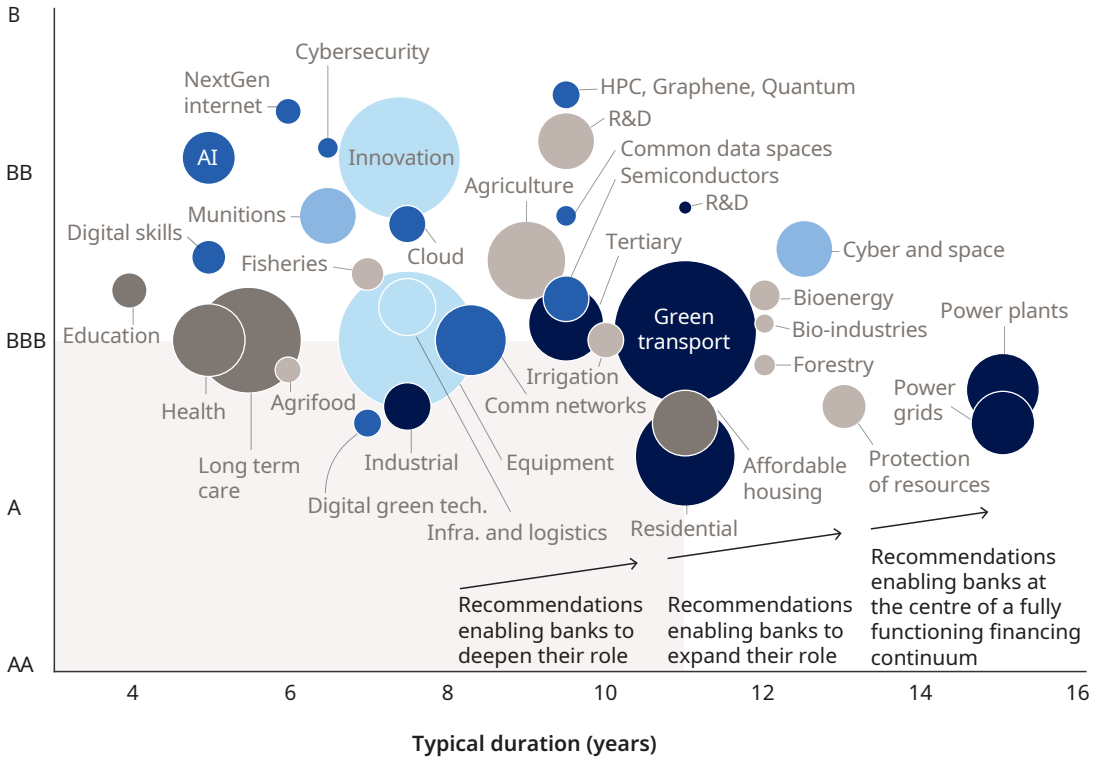 B
Cybersecurity
NextGen
internet
HPC, Graphene, Quantum
R&D
Common data spaces
AI
Innovation
BB
Semiconductors
Agriculture
R&D
Munitions
Digital skills
Tertiary
Cyber and space
Cloud
Fisheries
Bioenergy
Power plants
Green
transport
Education
Bio-industries
BBB
Forestry
Irrigation
Power
grids
Agrifood
Comm networks
Health
Long term
care
Industrial
Equipment
Affordable
housing
Protection
of resources
Digital green tech.
A
Infra. and logistics
Residential
Recommendations
enabling banks to
deepen their role
Recommendations
enabling banks to
expand their role
Recommendations
enabling banks at
the centre of a fully
functioning financing
continuum
AA
4 6 8 10 12 14 16
Typical duration (years)